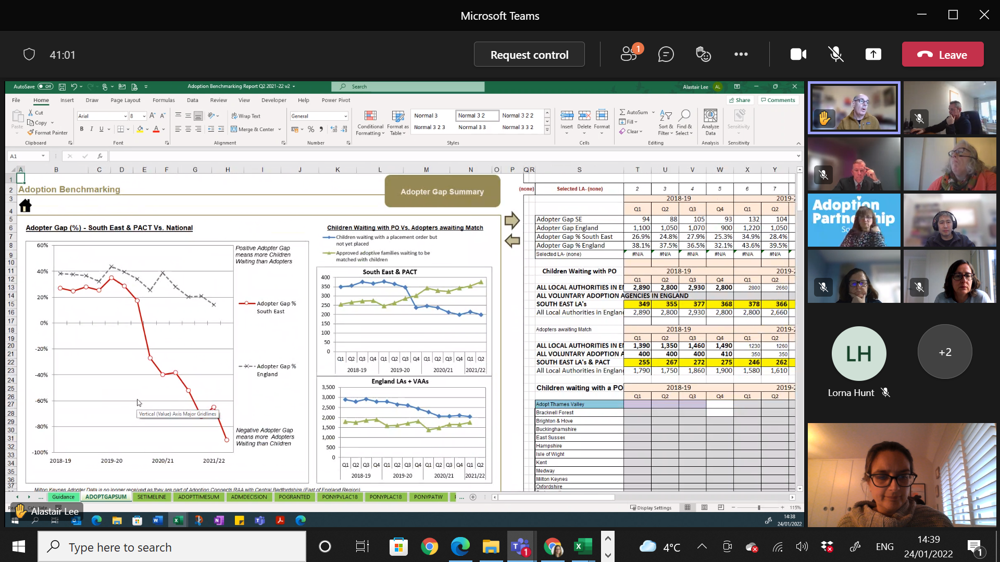 Microsoft Teams
41:01
Request control
1
Leave
AutoSave Off
Adoption Benchmarking Report Q2 2021-22 v2
Search
Alastair Lee AL
File Home Insert Draw Page Layout Formulas Data Review View Developer Help Power Pivot
Share Comments
Paste
Cut
Copy
Format Painter
Arial 8
B I U
Wrap Text
Merge & Center
General
Conditional Formatting
Format as Table
Normal 3 Normal 3 2 Normal 3 2 2
Normal 3 2 3 Normal 3 3 Normal 3 3 2
Insert Delete Format
AutoSum
Fill
Clear
Sort & Filter
Find & Select
Analyze Data
Sensitivity
Clipboard Font Alignment Number Styles Cells Editing Analysis Sensitivity
A1
fx
A B C D E F G H I J K L M N O P Q R S T U V W X Y
Adoption Benchmarking
Adopter Gap Summary
Adopter Gap (%) - South East & PACT Vs. National
60%
40%
20%
0%
-20%
-40%
-60%
-80%
-100%
2018-19 2019-20 2020/21 2021/22
Positive Adopter Gap
means more Children
Waiting than Adopters
Adopter Gap %
South East
Adopter Gap %
England
Negative Adopter Gap
means more Adopters
Waiting than Children
Vertical (Value) Axis Major Gridlines
Children Waiting with PO Vs. Adopters awaiting Match
Children waiting with a placement order but
not yet placed
Approved adoptive families waiting to be
matched with children
South East & PACT
400
350
300
250
200
150
100
50
0
Q1 Q2 Q3 Q4 Q1 Q2 Q3 Q4 Q1 Q2 Q3 Q4 Q1 Q2
2018-19 2019-20 2020/21 2021/22
England LAs + VAAs
3,500
3,000
2,500
2,000
1,500
1,000
500
0
Q1 Q2 Q3 Q4 Q1 Q2 Q3 Q4 Q1 Q2 Q3 Q4 Q1 Q2
2018-19 2019-20 2020/21 2021/22
(none) Selected LA- (none) 2 3 4 5 6 7
2018-19 2019-2
Q1 Q2 Q3 Q4 Q1 Q2
Adopter Gap SE 94 88 105 93 132 104
Adopter Gap England 1,100 1,050 1,070 900 1,220 1,050
Adopter Gap % South East 26.9% 24.8% 27.9% 25.3% 34.9% 28.4%
Adopter Gap % England 38.1% 37.5% 36.5% 32.1% 43.6% 39.5%
Selected LA- (none) #N/A #N/A #N/A #N/A #N/A #N/A
Children Waiting with PO 2018-19 2019-2
Q1 Q2 Q3 Q4 Q1 Q2
ALL LOCAL AUTHORITIES IN EN 2,890 2,800 2,930 2,800 2800 2660
ALL VOLUNTARY ADOPTION AGENCIES IN ENGLAND
SOUTH EAST LA's 349 355 377 368 378 366
All Local Authorities in England 2,890 2,800 2,930 2,800 2,800 2,660
Adopters awaiting Match 2018-19 2019-2
Q1 Q2 Q3 Q4 Q1 Q2
ALL LOCAL AUTHORITIES IN EN 1,390 1,350 1,460 1,490 1230 1260
ALL VOLUNTARY ADOPTION A 400 400 400 410 350 350
SOUTH EAST LA's & PACT 255 267 272 275 246 262
All Local Authorities in England 1,790 1,750 1,860 1,900 1,580 1,610
Children waiting with a PO 2018-19 2019-2
Q1 Q2 Q3 Q4 Q1 Q2
Adopt Thames Valley
Bracknell Forest
Brighton & Hove
Buckinghamshire
East Sussex
Hampshire
Isle of Wight
Kent
Medway
Milton Keynes
Oxfordshire
Milton Keynes Adopter Data is no longer received as they are part of Adoption Connects RAA with Central Bedfordshire (East of England Region)
... Guidance ADOPTGAPSUM SETIMELINE ADOPTTIMESUM ADMDECISION POGRANTED PONYPVLAC18 PONYPLAC18 PONYPATW ...
Display Settings 115%
Alastair Lee
14:38
24/01/2022
Adoption
Partnership
LH
+2
Lorna Hunt
Type here to search
1
4°C
ENG
14:39
24/01/2022
1